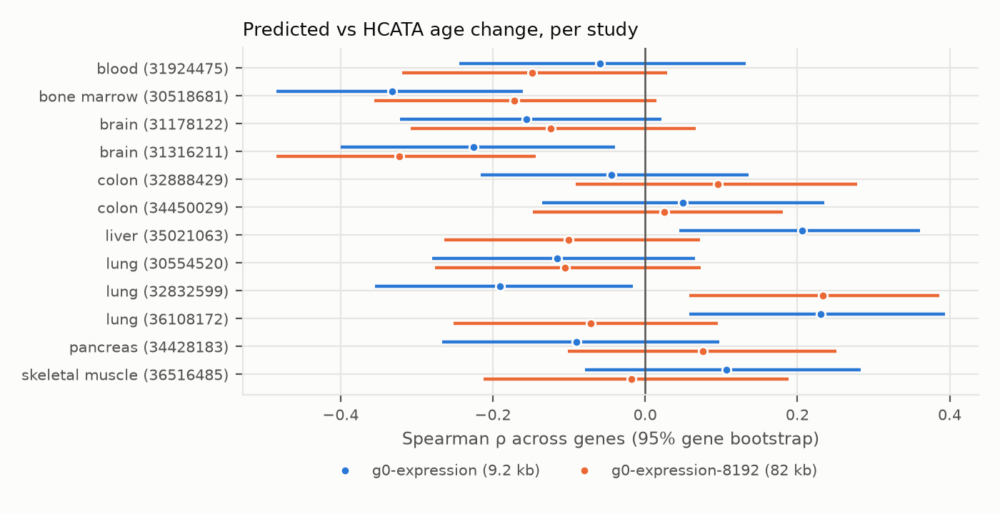 Predicted vs HCATA age change, per study
blood (31924475)
bone marrow (30518681)
brain (31178122)
brain (31316211)
colon (32888429)
colon (34450029)
liver (35021063)
lung (30554520)
lung (32832599)
lung (36108172)
pancreas (34428183)
skeletal muscle (36516485)
−0.4 −0.2 0.0 0.2 0.4
Spearman ρ across genes (95% gene bootstrap)
g0-expression (9.2 kb) g0-expression-8192 (82 kb)